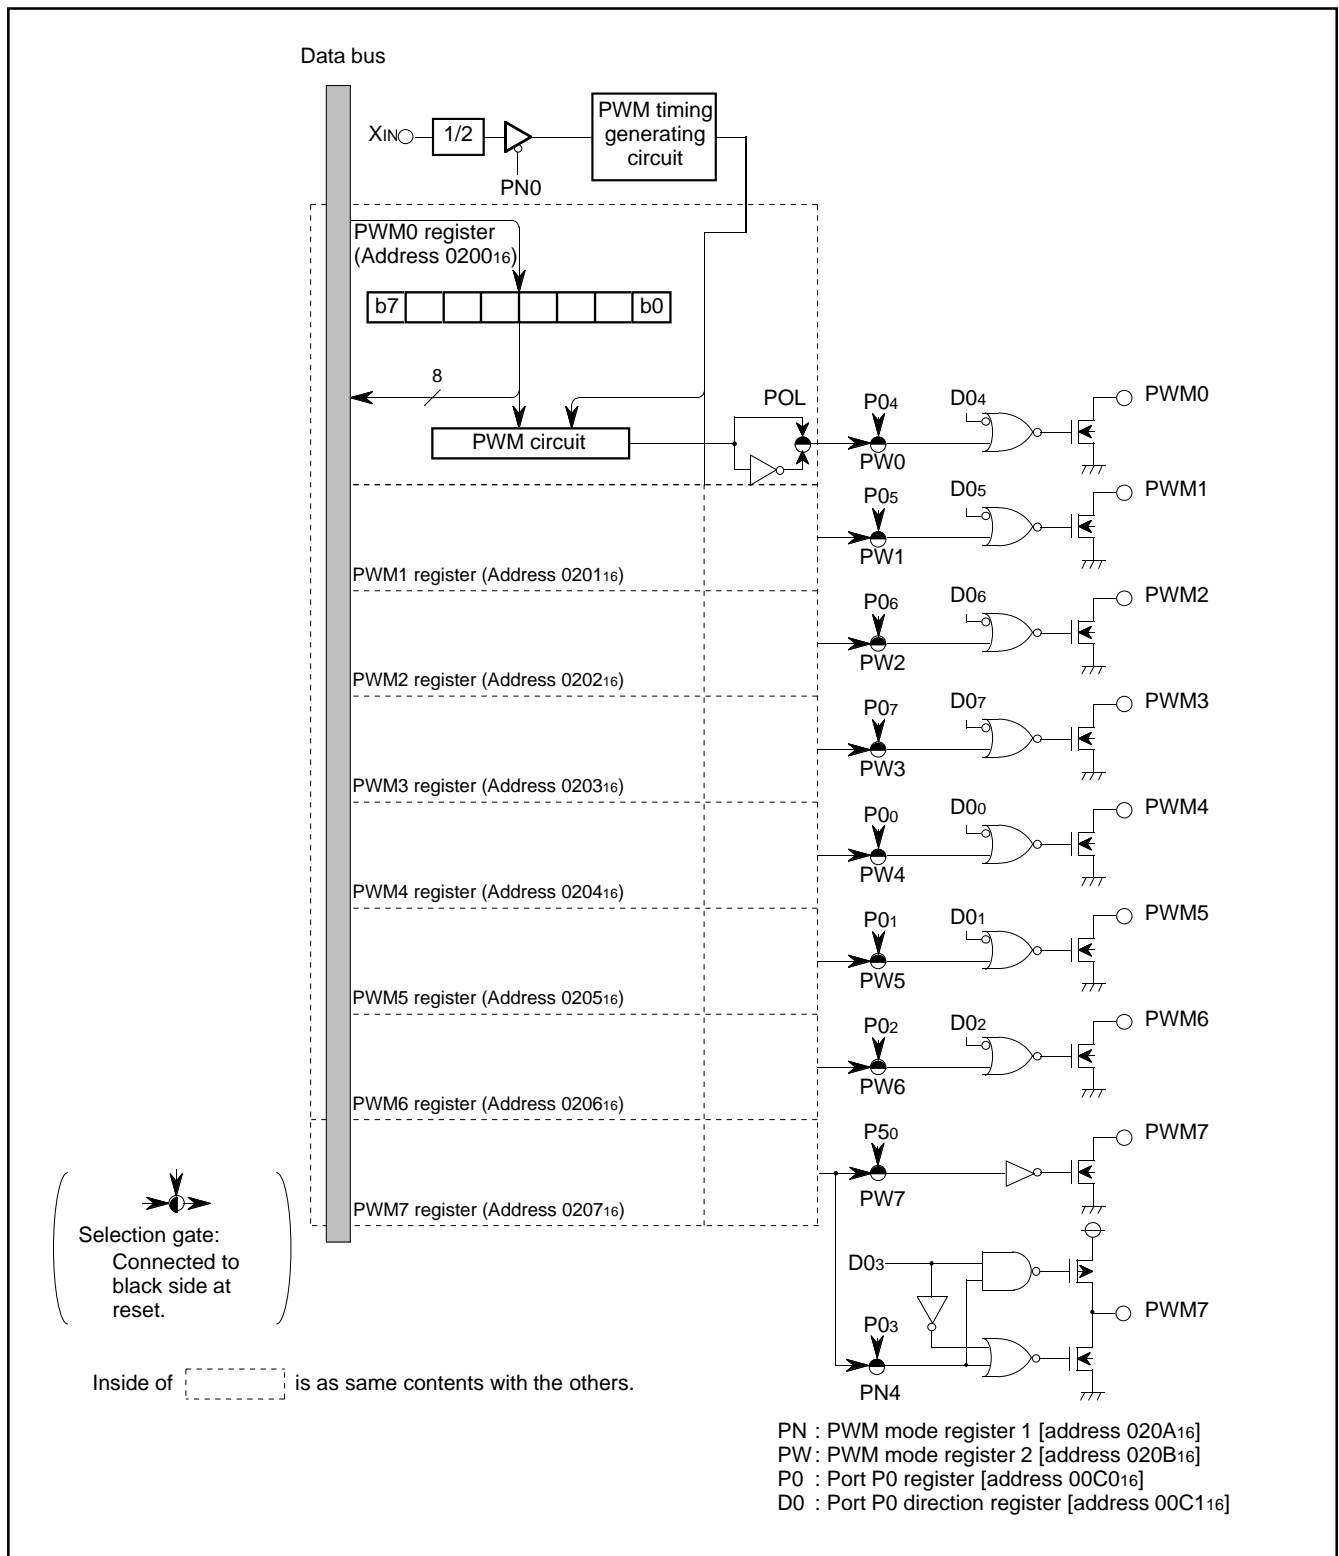 Data bus
XIN
1/2
PWM timing
generating
circuit
PN0
PWM0 register
(Address 020016)
b7
b0
8
PWM circuit
POL
P04
PW0
D04
PWM0
P05
PW1
D05
PWM1
PWM1 register (Address 020116)
P06
PW2
D06
PWM2
PWM2 register (Address 020216)
P07
PW3
D07
PWM3
PWM3 register (Address 020316)
P00
PW4
D00
PWM4
PWM4 register (Address 020416)
P01
PW5
D01
PWM5
PWM5 register (Address 020516)
P02
PW6
D02
PWM6
PWM6 register (Address 020616)
P50
PW7
PWM7
PWM7 register (Address 020716)
D03
P03
PN4
PWM7
Selection gate:
Connected to
black side at
reset.
Inside of is as same contents with the others.
PN : PWM mode register 1 [address 020A16]
PW : PWM mode register 2 [address 020B16]
P0 : Port P0 register [address 00C016]
D0 : Port P0 direction register [address 00C116]